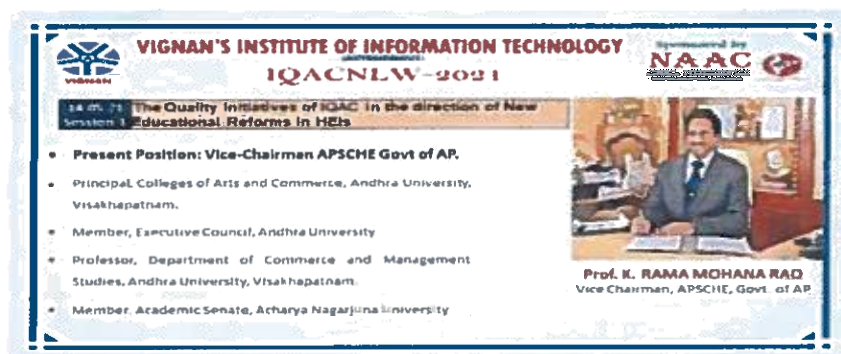 VIGNAN'S INSTITUTE OF INFORMATION TECHNOLOGY
IQACNLW-2021
Sponsored by
NAAC
VIGNAN
The Quality Initiatives of IQAC in the direction of New
Educational Reforms in HEIs
• Present Position: Vice-Chairman APSCHE Govt of AP.
• Principal, Colleges of Arts and Commerce, Andhra University,
Visakhapatnam.
• Member, Executive Council, Andhra University
• Professor, Department of Commerce and Management
Studies, Andhra University, Visakhapatnam.
• Member, Academic Senate, Acharya Nagarjuna University
Prof. K. RAMA MOHANA RAO
Vice Chairman, APSCHE, Govt. of AP